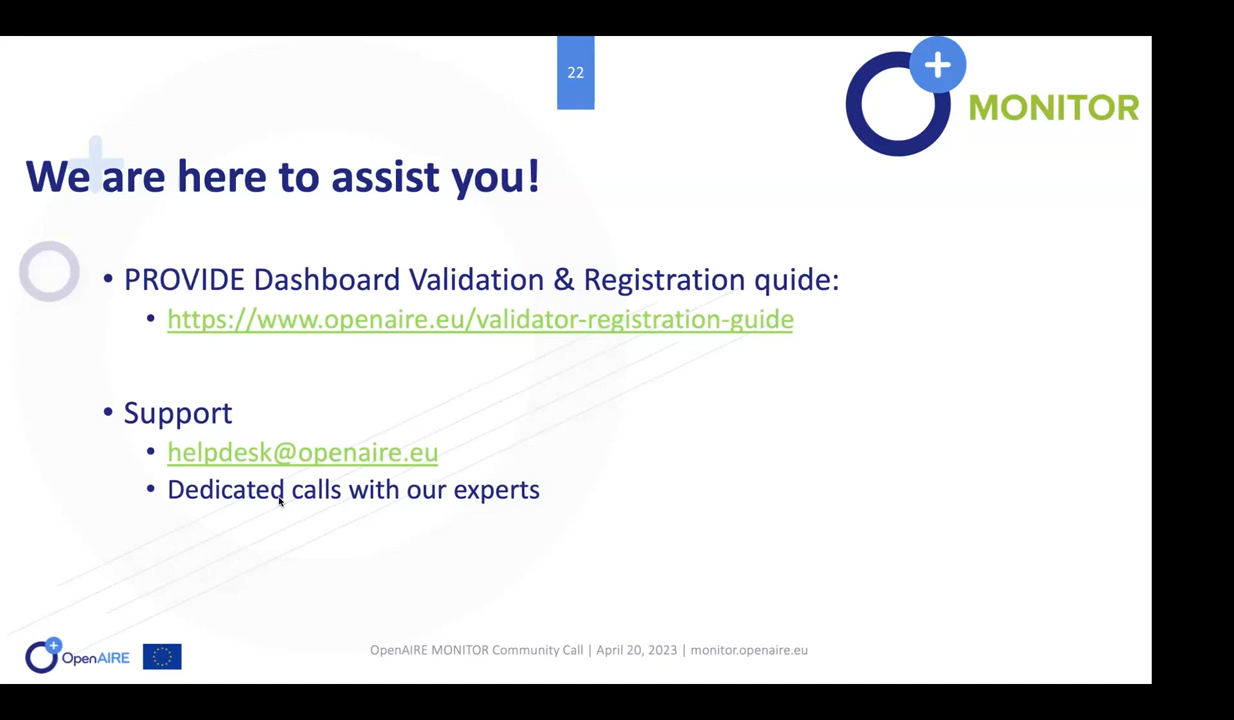 22
MONITOR
We are here to assist you!
• PROVIDE Dashboard Validation & Registration quide:
• https://www.openaire.eu/validator-registration-guide
• Support
• helpdesk@openaire.eu
• Dedicated calls with our experts
OpenAIRE
OpenAIRE MONITOR Community Call | April 20, 2023 | monitor.openaire.eu